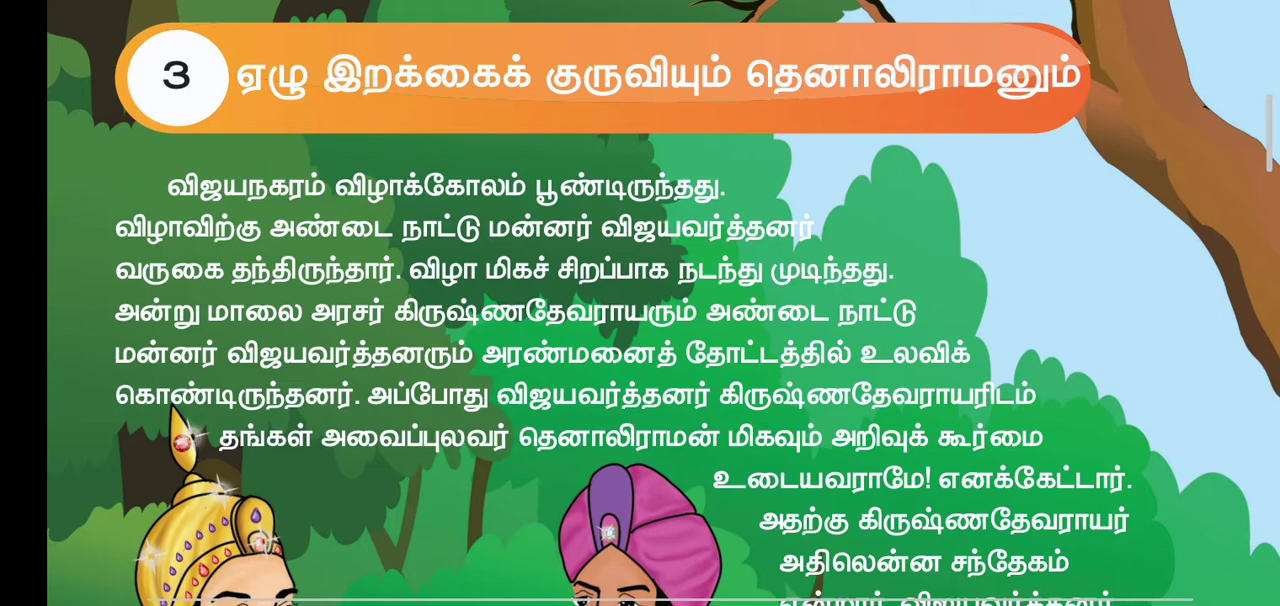 3 ஏழு இறக்கைக் குருவியும் தெனாலிராமனும்
விஜயநகரம் விழாக்கோலம் பூண்டிருந்தது.
விழாவிற்கு அண்டை நாட்டு மன்னர் விஜயவர்த்தனர்
வருகை தந்திருந்தார். விழா மிகச் சிறப்பாக நடந்து முடிந்தது.
அன்று மாலை அரசர் கிருஷ்ணதேவராயரும் அண்டை நாட்டு
மன்னர் விஜயவர்த்தனரும் அரண்மனைத் தோட்டத்தில் உலவிக்
கொண்டிருந்தனர். அப்போது விஜயவர்த்தனர் கிருஷ்ணதேவராயரிடம்
தங்கள் அவைப்புலவர் தெனாலிராமன் மிகவும் அறிவுக் கூர்மை
உடையவராமே! எனக்கேட்டார்.
அதற்கு கிருஷ்ணதேவராயர்
அதிலென்ன சந்தேகம்